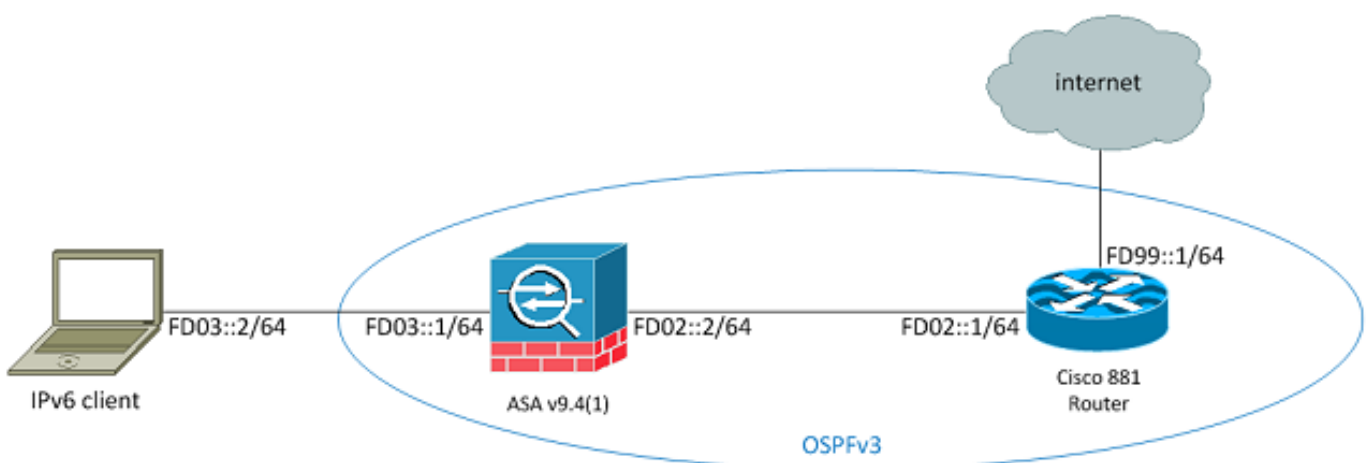 internet
FD99::1/64
FD03::2/64
FD03::1/64
FD02::2/64
FD02::1/64
IPv6 client
ASA v9.4(1)
Cisco 881
Router
OSPFv3